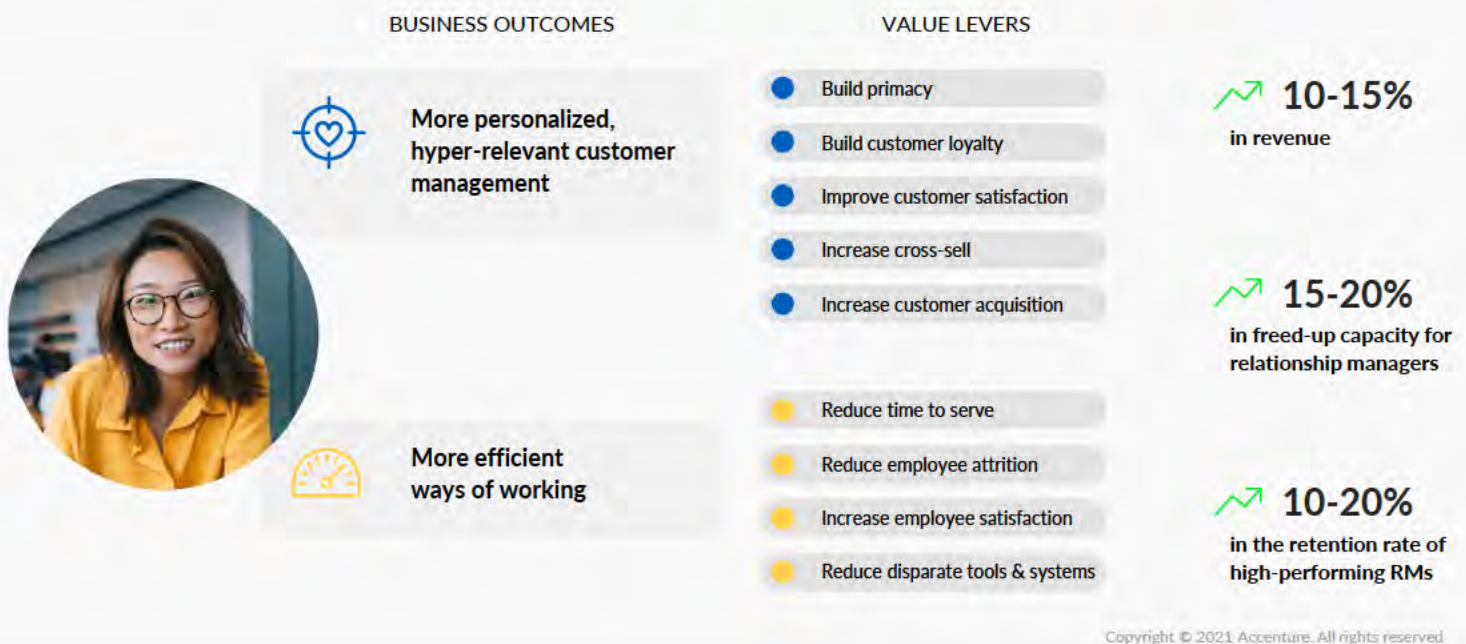 BUSINESS OUTCOMES
VALUE LEVERS
More personalized,
hyper-relevant customer
management
Build primacy
Build customer loyalty
Improve customer satisfaction
Increase cross-sell
Increase customer acquisition
More efficient
ways of working
Reduce time to serve
Reduce employee attrition
Increase employee satisfaction
Reduce disparate tools & systems
10-15%
in revenue
15-20%
in freed-up capacity for
relationship managers
10-20%
in the retention rate of
high-performing RMs
Copyright © 2021 Accenture. All rights reserved